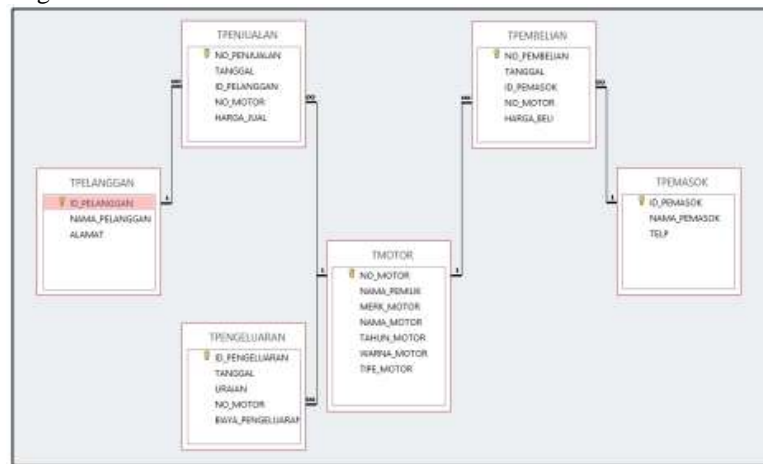 TPENJUALAN
NO_PENJUALAN
TANGGAL
ID_PELANGGAN
NO_MOTOR
HARGA_JUAL
TPEMBELIAN
NO_PEMBELIAN
TANGGAL
ID_PEMASOK
NO_MOTOR
HARGA_BELI
TPELANGGAN
ID_PELANGGAN
NAMA_PELANGGAN
ALAMAT
TPEMASOK
ID_PEMASOK
NAMA_PEMASOK
TELP
TMOTOR
NO_MOTOR
NAMA_PEMILIK
MERK_MOTOR
NAMA_MOTOR
TAHUN_MOTOR
WARNA_MOTOR
TIPE_MOTOR
TPENGELUARAN
ID_PENGELUARAN
TANGGAL
URAIAN
NO_MOTOR
BIAYA_PENGELUARAN